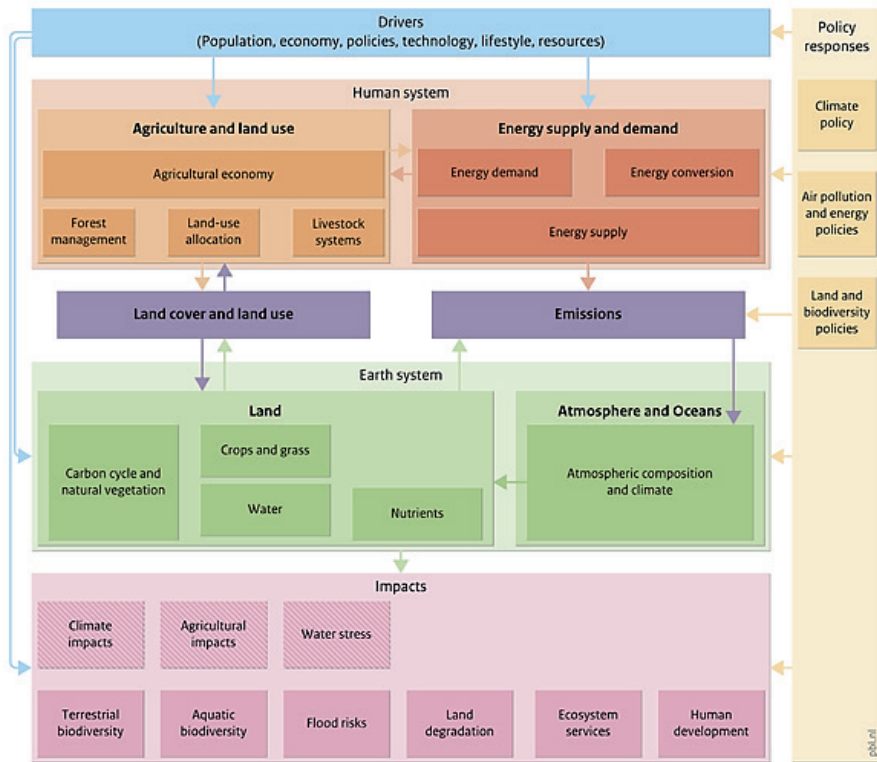 Drivers
(Population, economy, policies, technology, lifestyle, resources)
Policy
responses
Human system
Agriculture and land use
Energy supply and demand
Climate
policy
Agricultural economy
Energy demand
Energy conversion
Air pollution
and energy
policies
Forest
management
Land-use
allocation
Livestock
systems
Energy supply
Land cover and land use
Emissions
Land and
biodiversity
policies
Earth system
Land
Atmosphere and Oceans
Carbon cycle and
natural vegetation
Crops and grass
Water
Nutrients
Atmospheric composition
and climate
Impacts
Climate
impacts
Agricultural
impacts
Water stress
Terrestrial
biodiversity
Aquatic
biodiversity
Flood risks
Land
degradation
Ecosystem
services
Human
development
pbl.nl